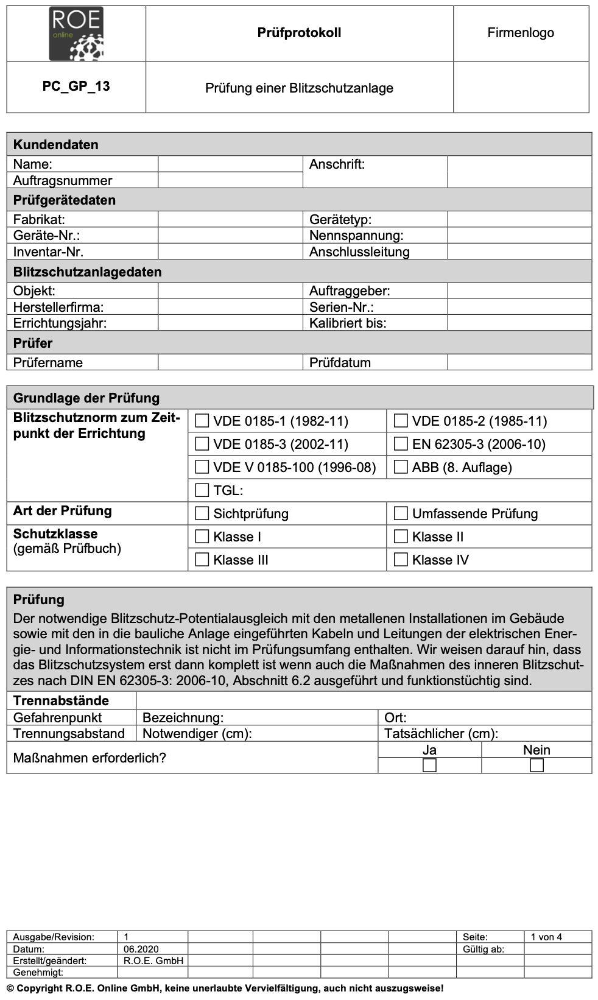 ROE
online
Prüfprotokoll
Firmenlogo
PC_GP_13
Prüfung einer Blitzschutzanlage
Kundendaten
Name:
Anschrift:
Auftragsnummer
Prüfgerätedaten
Fabrikat:
Gerätetyp:
Geräte-Nr.:
Nennspannung:
Inventar-Nr.
Anschlussleitung
Blitzschutzanlagedaten
Objekt:
Auftraggeber:
Herstellerfirma:
Serien-Nr.:
Errichtungsjahr:
Kalibriert bis:
Prüfer
Prüfername
Prüfdatum
Grundlage der Prüfung
Blitzschutznorm zum Zeit-
punkt der Errichtung
VDE 0185-1 (1982-11)
VDE 0185-2 (1985-11)
VDE 0185-3 (2002-11)
EN 62305-3 (2006-10)
VDE V 0185-100 (1996-08)
ABB (8. Auflage)
TGL:
Art der Prüfung
Sichtprüfung
Umfassende Prüfung
Schutzklasse
(gemäß Prüfbuch)
Klasse I
Klasse II
Klasse III
Klasse IV
Prüfung
Der notwendige Blitzschutz-Potentialausgleich mit den metallenen Installationen im Gebäude
sowie mit den in die bauliche Anlage eingeführten Kabeln und Leitungen der elektrischen Ener-
gie- und Informationstechnik ist nicht im Prüfungsumfang enthalten. Wir weisen darauf hin, dass
das Blitzschutzsystem erst dann komplett ist wenn auch die Maßnahmen des inneren Blitzschut-
zes nach DIN EN 62305-3: 2006-10, Abschnitt 6.2 ausgeführt und funktionstüchtig sind.
Trennabstände
Gefahrenpunkt
Bezeichnung:
Ort:
Trennungsabstand
Notwendiger (cm):
Tatsächlicher (cm):
Maßnahmen erforderlich?
Ja
Nein
Ausgabe/Revision:
1
Seite:
1 von 4
Datum:
06.2020
Gültig ab:
Erstellt/geändert:
R.O.E. GmbH
Genehmigt:
© Copyright R.O.E. Online GmbH, keine unerlaubte Vervielfältigung, auch nicht auszugsweise!